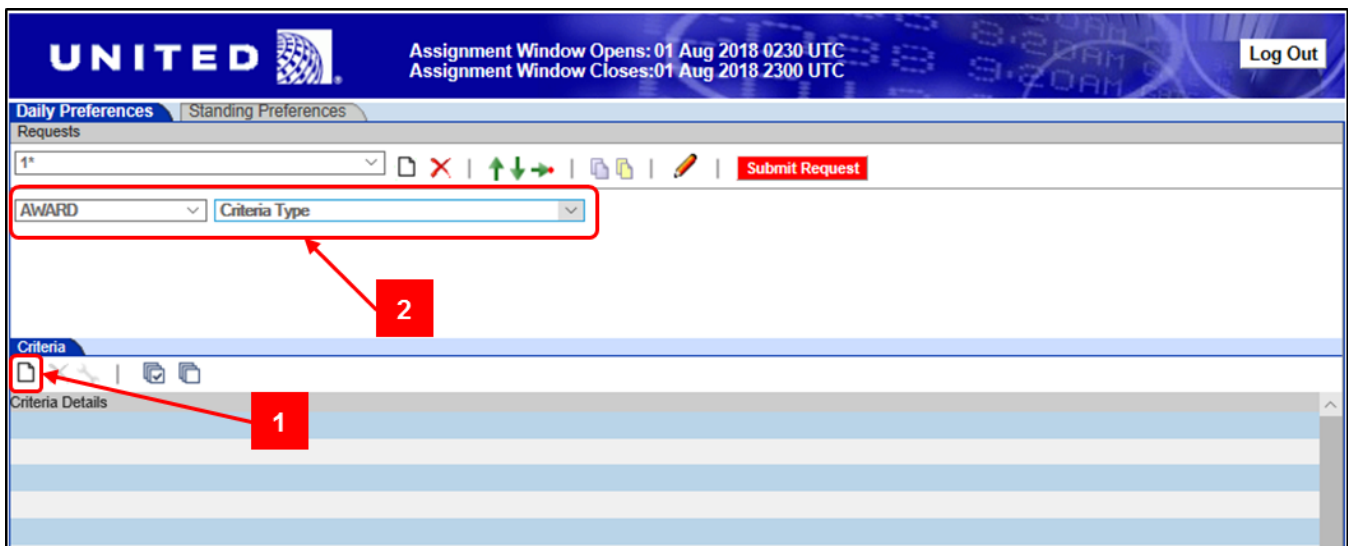 UNITED
Assignment Window Opens: 01 Aug 2018 0230 UTC
Assignment Window Closes:01 Aug 2018 2300 UTC
Log Out
Daily Preferences
Standing Preferences
Requests
1*
Submit Request
AWARD
Criteria Type
2
Criteria
1
Criteria Details